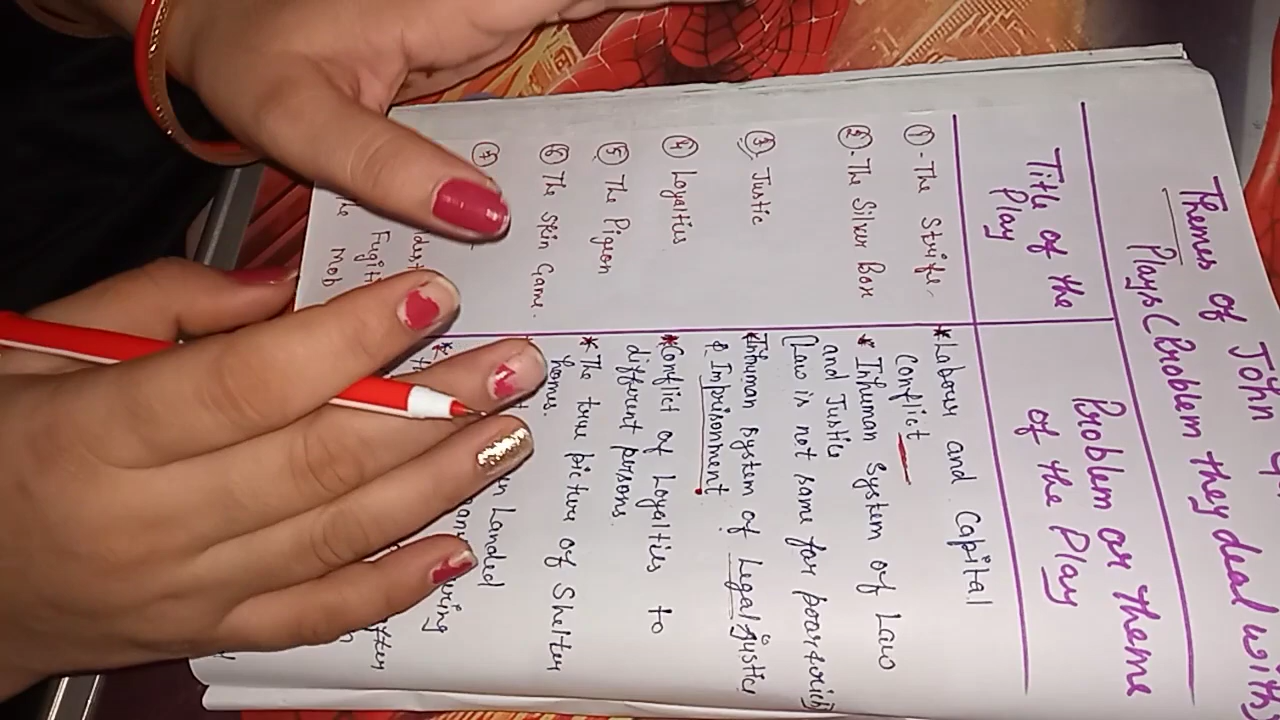 Themes of John G
Plays (Problem they deal with)
Title of the
Play
Problem or Theme
of the Play
① - The Strife -
* Labour and Capital
Conflict
② - The Silver Box
* Inhuman System of Law
and Justice
(Law is not same for poor & rich)
③ - Justic
* Inhuman System of Legal Justice
& Imprisonment
④ Loyalties
* Conflict of Loyalties to
different persons.
⑤ The Pigeon
* The true picture of Shelter
homes.
⑥ The Skin Game.
Landed
⑦
Fugit
the Mob